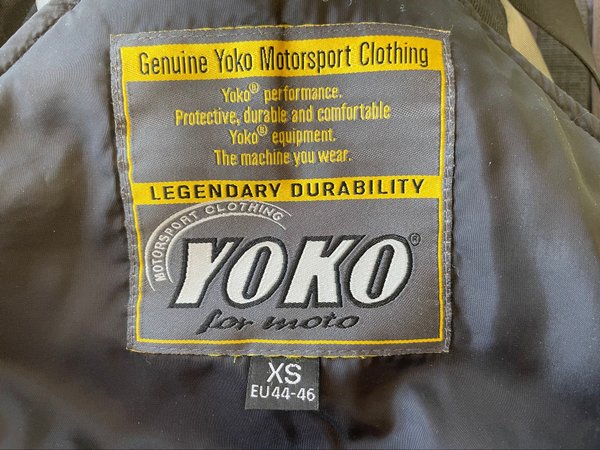 Genuine Yoko Motorsport Clothing
Yoko® performance.
Protective, durable and comfortable
Yoko® equipment.
The machine you wear.
LEGENDARY DURABILITY
MOTORSPORT CLOTHING
YOKO®
for moto
XS
EU44-46